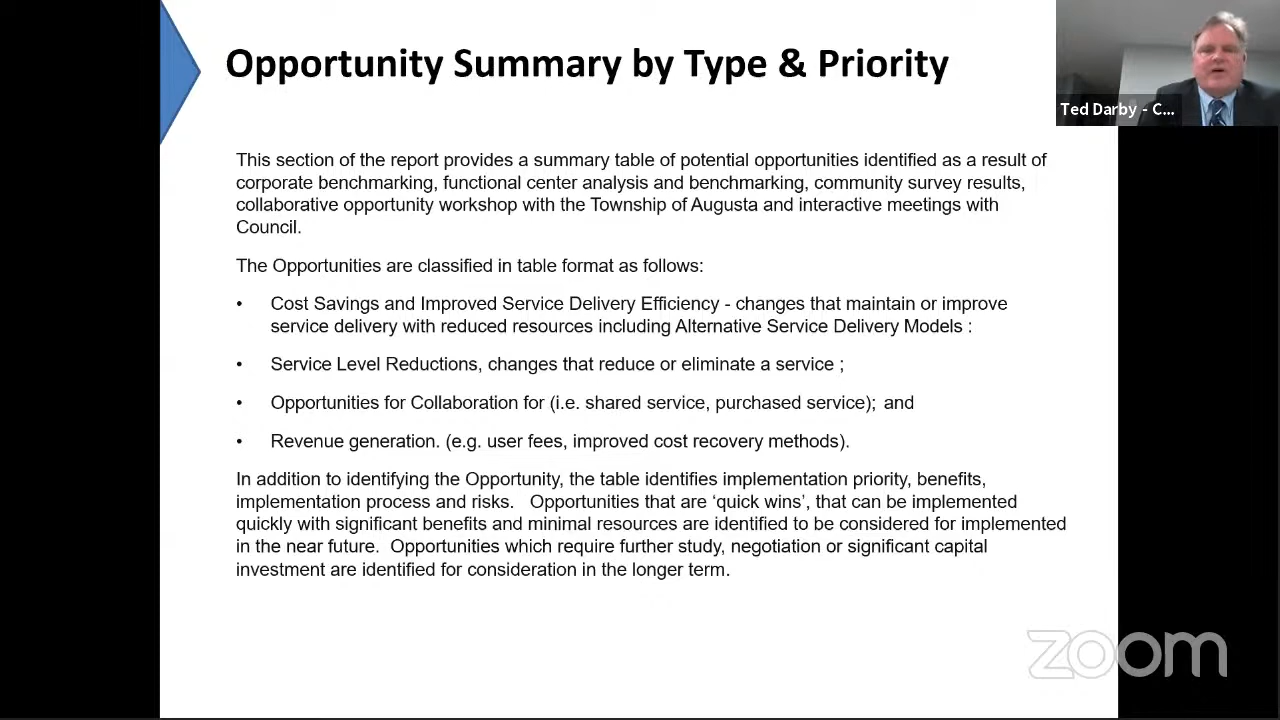 Opportunity Summary by Type & Priority
Ted Darby - C...
This section of the report provides a summary table of potential opportunities identified as a result of
corporate benchmarking, functional center analysis and benchmarking, community survey results,
collaborative opportunity workshop with the Township of Augusta and interactive meetings with
Council.
The Opportunities are classified in table format as follows:
• Cost Savings and Improved Service Delivery Efficiency - changes that maintain or improve
service delivery with reduced resources including Alternative Service Delivery Models :
• Service Level Reductions, changes that reduce or eliminate a service ;
• Opportunities for Collaboration for (i.e. shared service, purchased service); and
• Revenue generation. (e.g. user fees, improved cost recovery methods).
In addition to identifying the Opportunity, the table identifies implementation priority, benefits,
implementation process and risks. Opportunities that are ‘quick wins’, that can be implemented
quickly with significant benefits and minimal resources are identified to be considered for implemented
in the near future. Opportunities which require further study, negotiation or significant capital
investment are identified for consideration in the longer term.
zoom